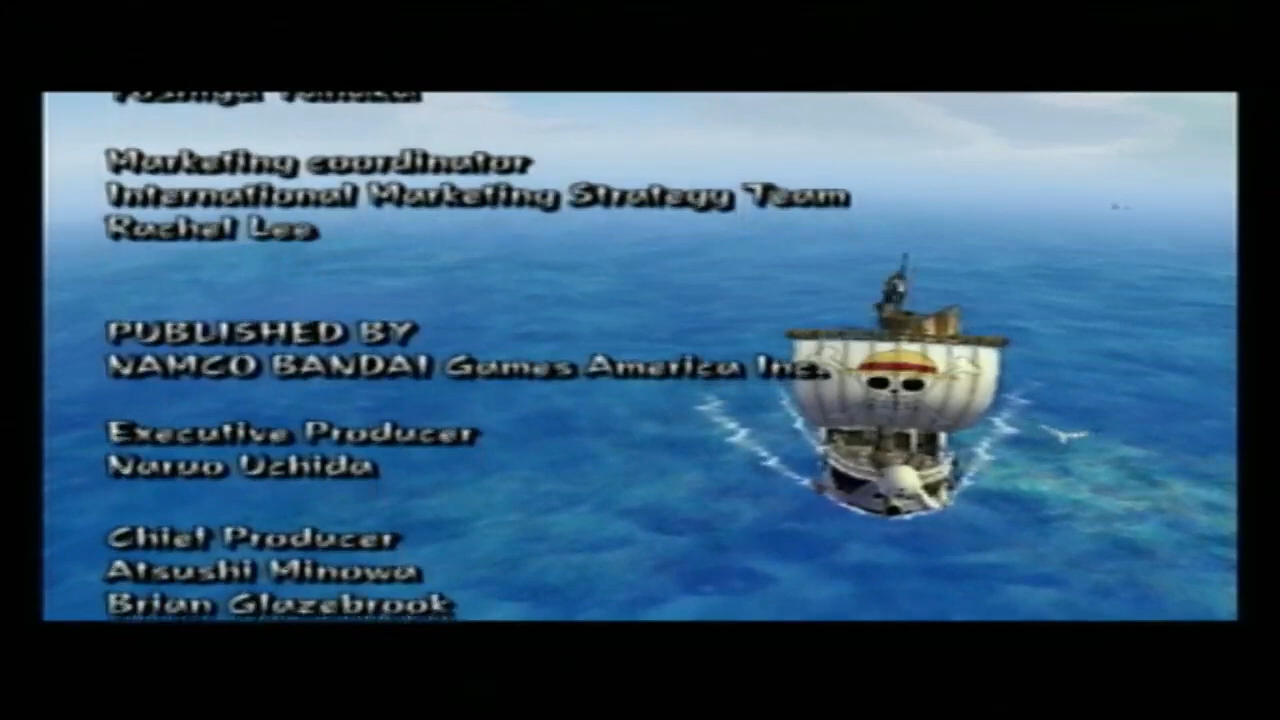 Marketing coordinator
International Marketing Strategy Team
Rachel Lee
PUBLISHED BY
NAMCO BANDAI Games America Inc.
Executive Producer
Naruo Uchida
Chief Producer
Atsushi Minowa
Brian Glazebrook